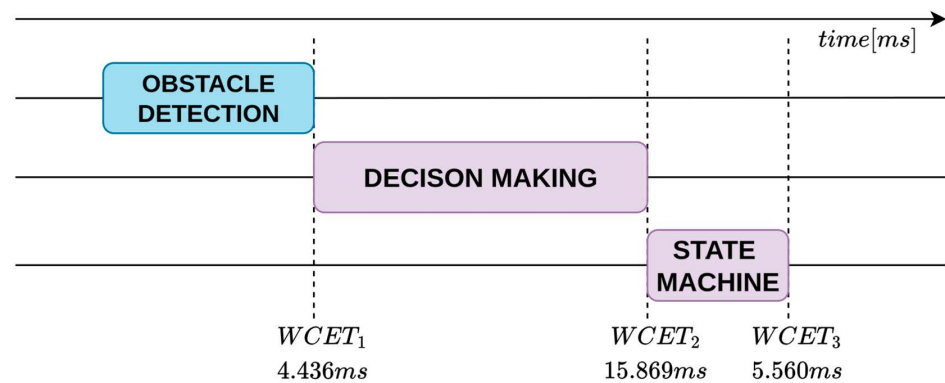 time[ms]
OBSTACLE
DETECTION
DECISON MAKING
STATE
MACHINE
WCET₁
4.436ms
WCET₂
15.869ms
WCET₃
5.560ms